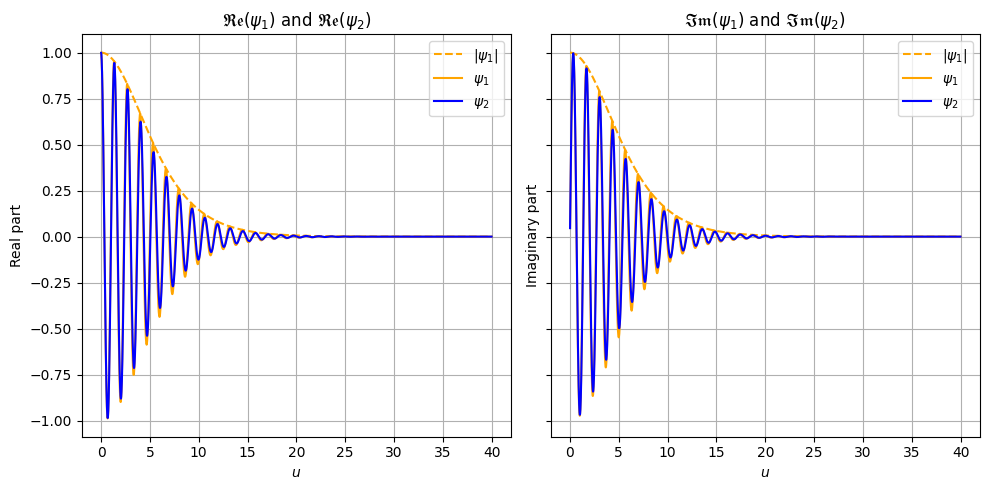 ℜ𝔢(ψ₁) and ℜ𝔢(ψ₂)
|ψ₁|
ψ₁
ψ₂
1.00
0.75
0.50
0.25
0.00
−0.25
−0.50
−0.75
−1.00
Real part
0 5 10 15 20 25 30 35 40
u
ℑ𝔪(ψ₁) and ℑ𝔪(ψ₂)
|ψ₁|
ψ₁
ψ₂
Imaginary part
0 5 10 15 20 25 30 35 40
u